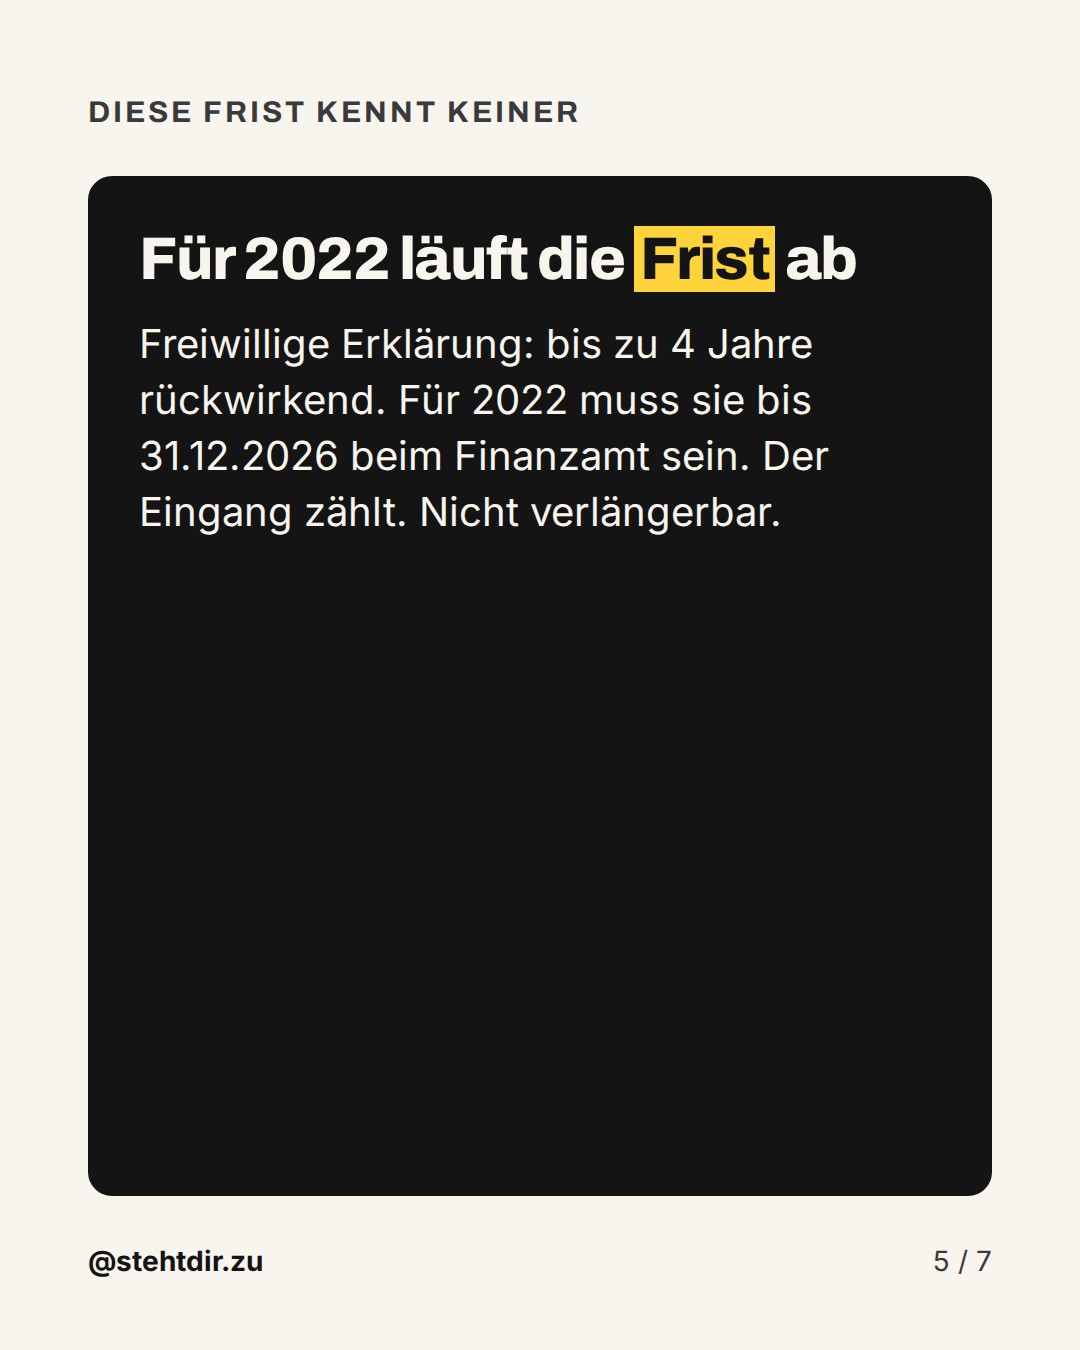 DIESE FRIST KENNT KEINER
Für 2022 läuft die Frist ab
Freiwillige Erklärung: bis zu 4 Jahre
rückwirkend. Für 2022 muss sie bis
31.12.2026 beim Finanzamt sein. Der
Eingang zählt. Nicht verlängerbar.
@stehtdir.zu
5 / 7